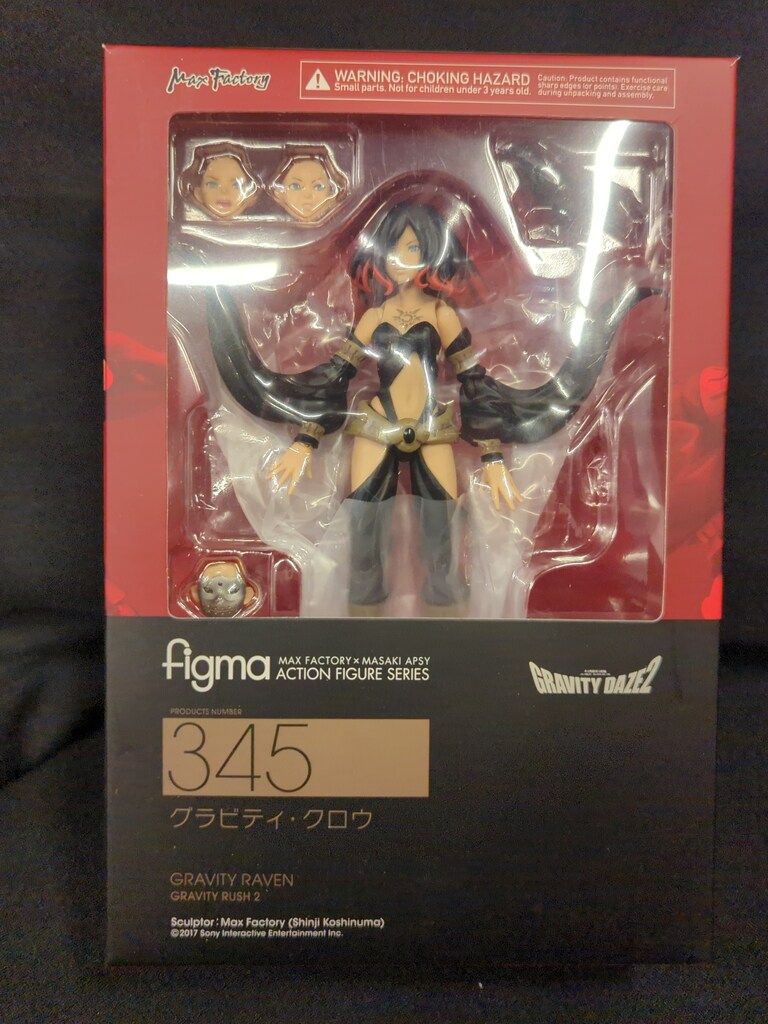 Max Factory
WARNING: CHOKING HAZARD
Small parts. Not for children under 3 years old.
Caution: Product contains functional
sharp edges (or points). Exercise care
during unpacking and assembly.
figma
MAX FACTORY×MASAKI APSY
ACTION FIGURE SERIES
GRAVITY DAZE 2
PRODUCTS NUMBER
345
グラビティ・クロウ
GRAVITY RAVEN
GRAVITY RUSH 2
Sculptor：Max Factory (Shinji Koshinuma)
©2017 Sony Interactive Entertainment Inc.